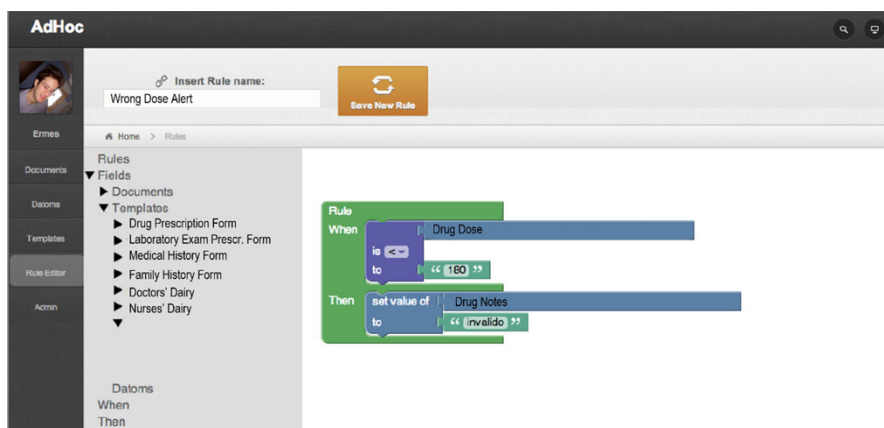 AdHoc
Insert Rule name:
Wrong Dose Alert
Save New Rule
Ermes
Home > Rules
Documents
Datoms
Templates
Rule Editor
Admin
Rules
Fields
Documents
Templates
Drug Prescription Form
Laboratory Exam Prescr. Form
Medical History Form
Family History Form
Doctors' Dairy
Nurses' Dairy
Datoms
When
Then
Rule
When
Drug Dose
is <
to “ 180 ”
Then set value of Drug Notes
to “ invalido ”